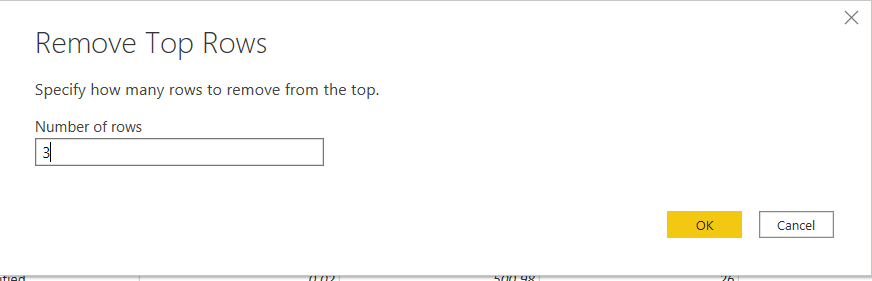 Remove Top Rows
Specify how many rows to remove from the top.
Number of rows
3
OK
Cancel